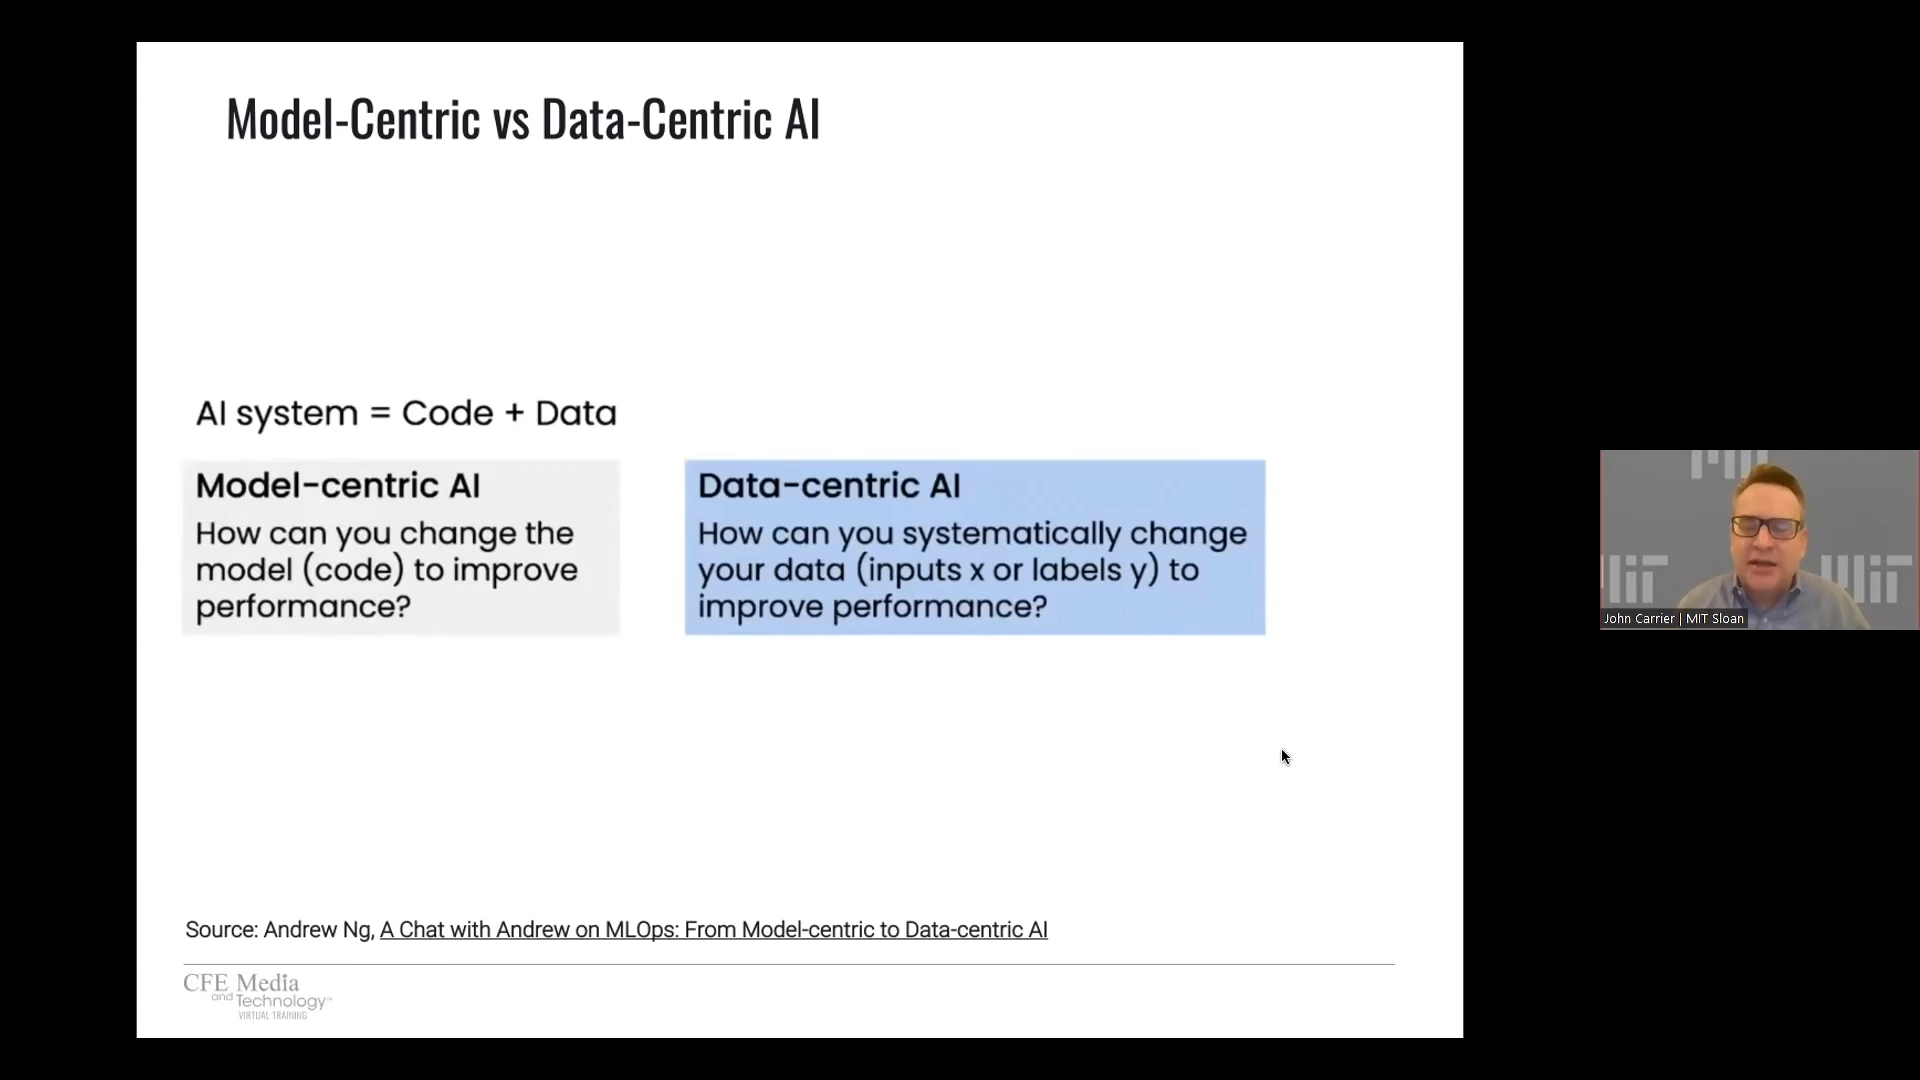 Model-Centric vs Data-Centric AI
AI system = Code + Data
Model-centric AI
How can you change the
model (code) to improve
performance?
Data-centric AI
How can you systematically change
your data (inputs x or labels y) to
improve performance?
Source: Andrew Ng, A Chat with Andrew on MLOps: From Model-centric to Data-centric AI
CFE Media
and Technology™
VIRTUAL TRAINING
John Carrier | MIT Sloan